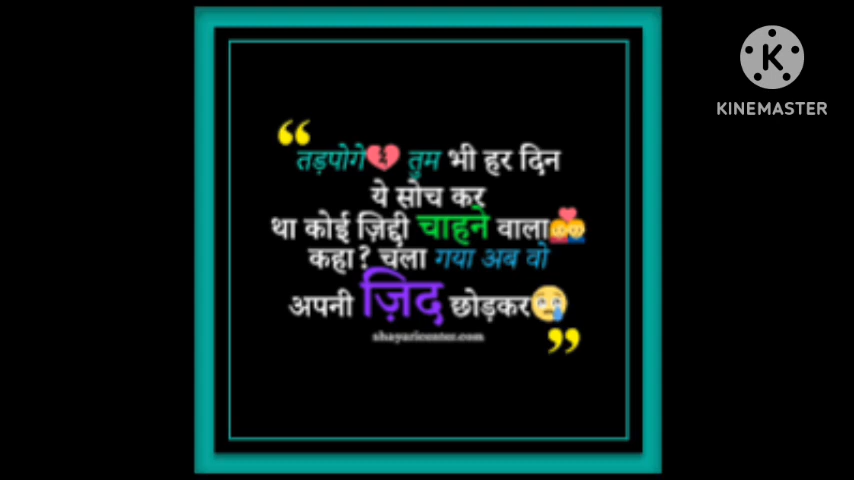 KINEMASTER
“
तड़पोगे💔 तुम भी हर दिन
ये सोच कर
था कोई ज़िद्दी चाहने वाला💑
कहा? चला गया अब वो
अपनी ज़िद छोड़कर😢
shayaricenter.com
”